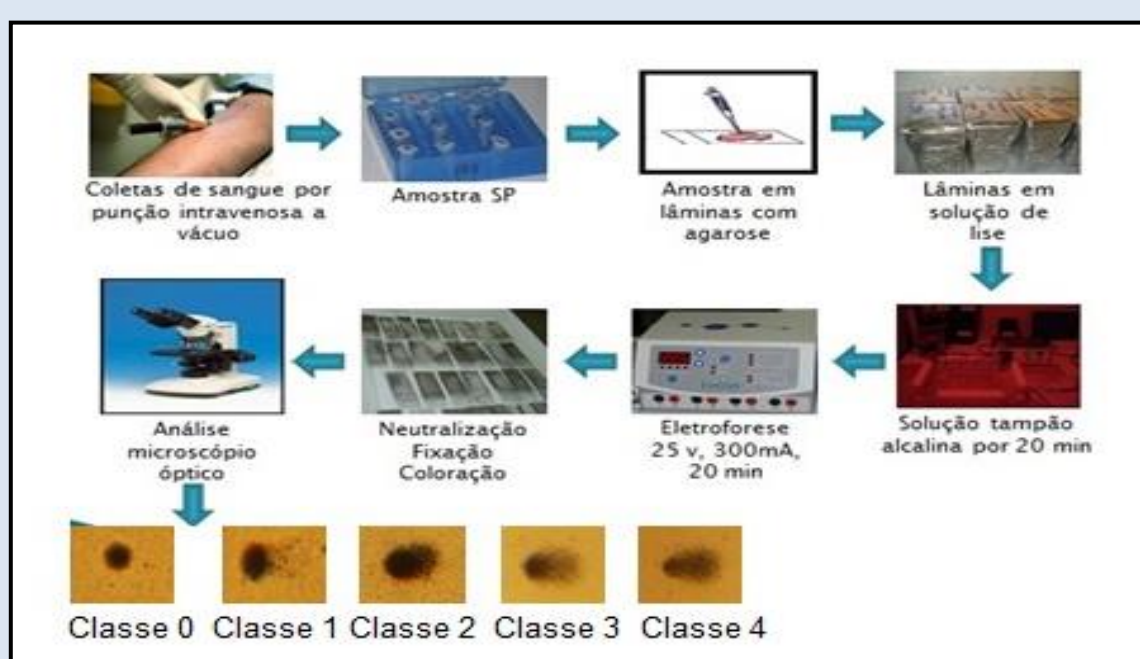 Coletas de sangue por
punção intravenosa a
vácuo
Amostra SP
Amostra em
lâminas com
agarose
Lâminas em
solução de
lise
Solução tampão
alcalina por 20 min
Eletroforese
25 v, 300mA,
20 min
Neutralização
Fixação
Coloração
Análise
microscópio
óptico
Classe 0 Classe 1 Classe 2 Classe 3 Classe 4